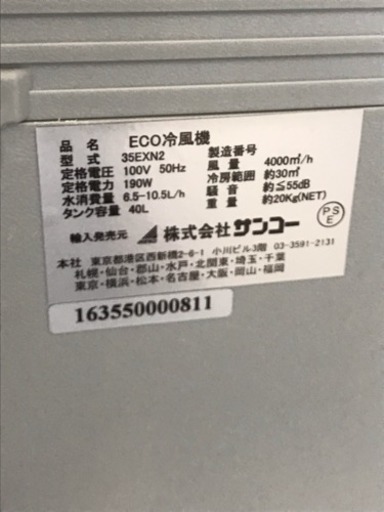 品名 ECO冷風機
型式 35EXN2 製造番号
定格電圧 100V 50Hz 風量 4000㎥/h
定格電力 190W 冷房範囲 約30㎡
水消費量 6.5-10.5L/h 騒音 約≦55dB
タンク容量 40L 重量 約20Kg(NET)
輸入発売元 株式会社サンコー PSE
本社 東京都港区西新橋2-6-1 小川ビル3階 03-3591-2131
札幌・仙台・郡山・水戸・北関東・埼玉・千葉
東京・横浜・松本・名古屋・大阪・岡山・福岡
163550000811